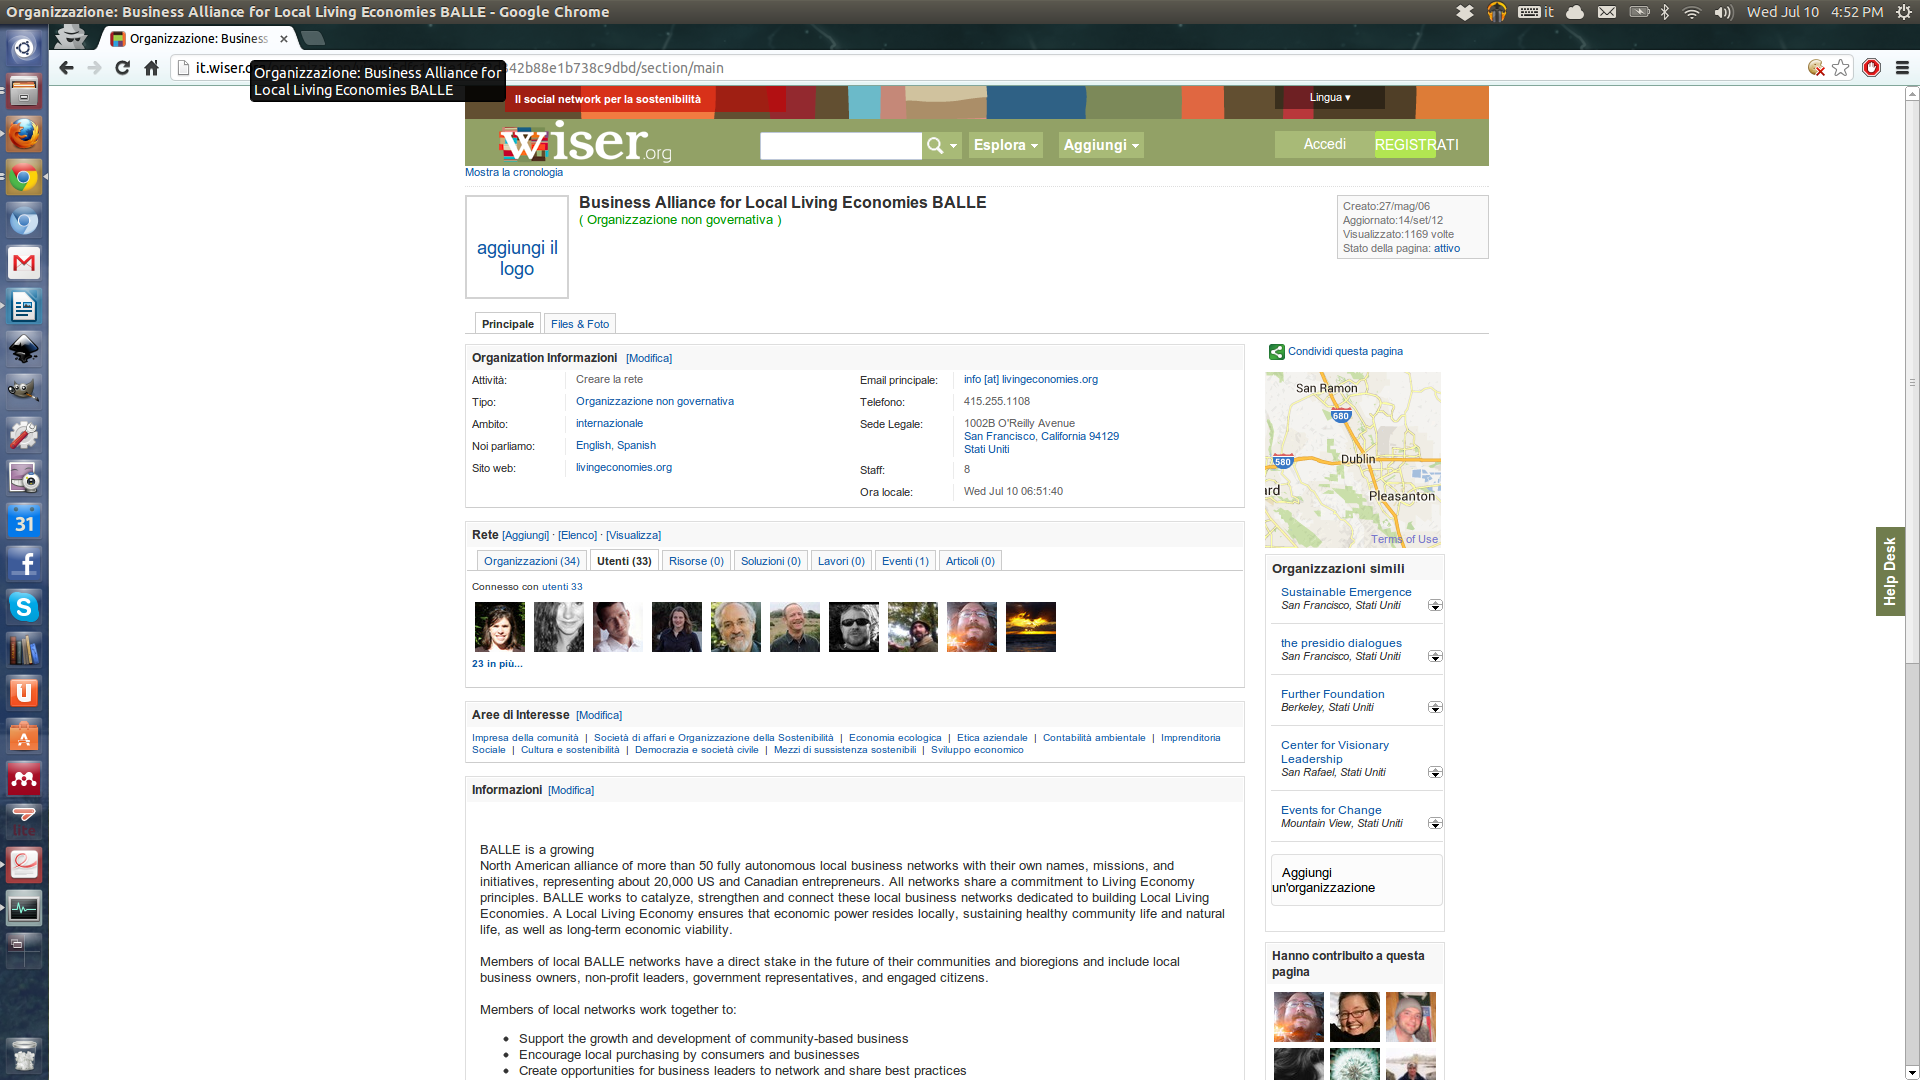 Organizzazione: Business Alliance for Local Living Economies BALLE - Google Chrome
it
Wed Jul 10
4:52 PM
Organizzazione: Business
it.wiser.
342b88e1b738c9dbd/section/main
Organizzazione: Business Alliance for
Local Living Economies BALLE
Il social network per la sostenibilità
Lingua ▾
wiser.org
Esplora
Aggiungi
Accedi
REGISTRATI
Mostra la cronologia
aggiungi il
logo
Business Alliance for Local Living Economies BALLE
( Organizzazione non governativa )
Creato:27/mag/06
Aggiornato:14/set/12
Visualizzato:1169 volte
Stato della pagina: attivo
Principale
Files & Foto
Organization Informazioni [Modifica]
Attività: Creare la rete
Tipo: Organizzazione non governativa
Ambito: internazionale
Noi parliamo: English, Spanish
Sito web: livingeconomies.org
Email principale: info [at] livingeconomies.org
Telefono: 415.255.1108
Sede Legale: 1002B O'Reilly Avenue
San Francisco, California 94129
Stati Uniti
Staff: 8
Ora locale: Wed Jul 10 06:51:40
Rete [Aggiungi] · [Elenco] · [Visualizza]
Organizzazioni (34)
Utenti (33)
Risorse (0)
Soluzioni (0)
Lavori (0)
Eventi (1)
Articoli (0)
Connesso con utenti 33
23 in più...
Aree di Interesse [Modifica]
Impresa della comunità | Società di affari e Organizzazione della Sostenibilità | Economia ecologica | Etica aziendale | Contabilità ambientale | Imprenditoria
Sociale | Cultura e sostenibilità | Democrazia e società civile | Mezzi di sussistenza sostenibili | Sviluppo economico
Informazioni [Modifica]
BALLE is a growing
North American alliance of more than 50 fully autonomous local business networks with their own names, missions, and
initiatives, representing about 20,000 US and Canadian entrepreneurs. All networks share a commitment to Living Economy
principles. BALLE works to catalyze, strengthen and connect these local business networks dedicated to building Local Living
Economies. A Local Living Economy ensures that economic power resides locally, sustaining healthy community life and natural
life, as well as long-term economic viability.
Members of local BALLE networks have a direct stake in the future of their communities and bioregions and include local
business owners, non-profit leaders, government representatives, and engaged citizens.
Members of local networks work together to:
• Support the growth and development of community-based business
• Encourage local purchasing by consumers and businesses
• Create opportunities for business leaders to network and share best practices
Condividi questa pagina
San Ramon
680
580
Dublin
rd
Pleasanton
Terms of Use
Organizzazioni simili
Sustainable Emergence
San Francisco, Stati Uniti
the presidio dialogues
San Francisco, Stati Uniti
Further Foundation
Berkeley, Stati Uniti
Center for Visionary
Leadership
San Rafael, Stati Uniti
Events for Change
Mountain View, Stati Uniti
Aggiungi
un'organizzazione
Hanno contribuito a questa
pagina
Help Desk
31
lite